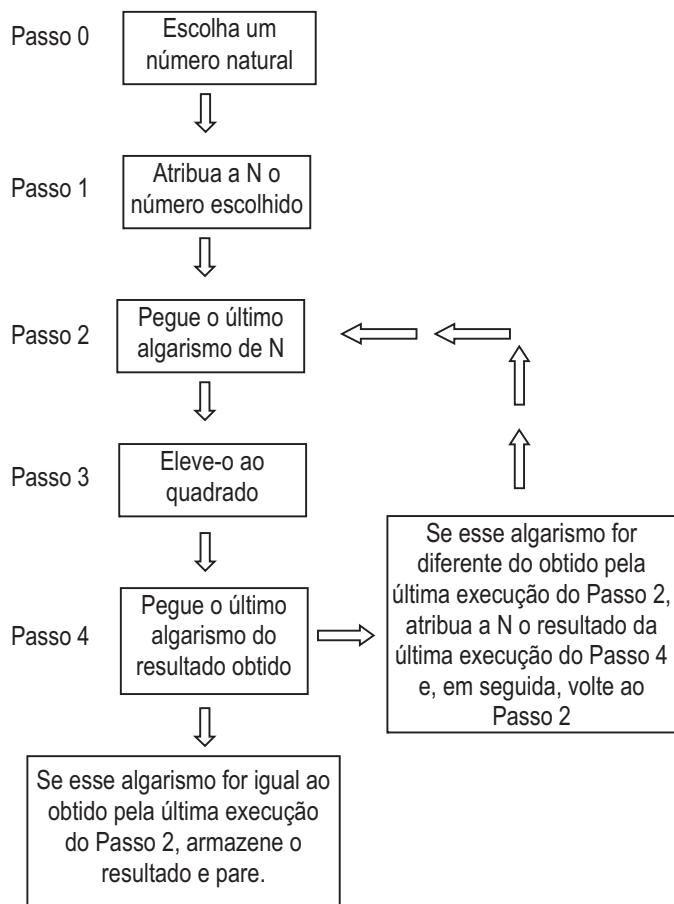 Passo 0
Escolha um
número natural
Passo 1
Atribua a N o
número escolhido
Passo 2
Pegue o último
algarismo de N
Passo 3
Eleve-o ao
quadrado
Passo 4
Pegue o último
algarismo do
resultado obtido
Se esse algarismo for
diferente do obtido pela
última execução do Passo 2,
atribua a N o resultado da
última execução do Passo 4
e, em seguida, volte ao
Passo 2
Se esse algarismo for igual ao
obtido pela última execução
do Passo 2, armazene o
resultado e pare.